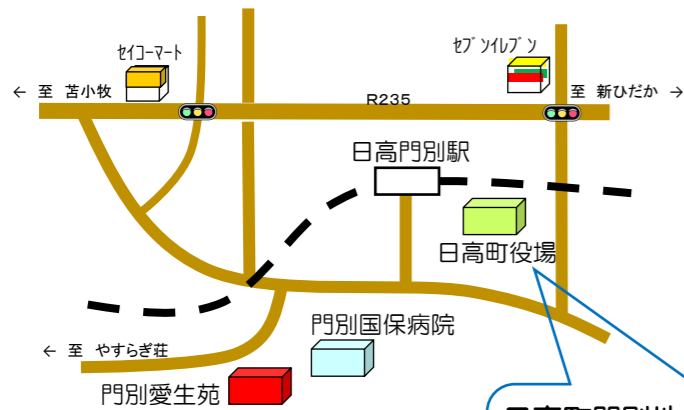 セイコーマート
セブンイレブン
← 至 苫小牧
R235
至 新ひだか →
日高門別駅
日高町役場
門別国保病院
← 至 やすらぎ荘
門別愛生苑